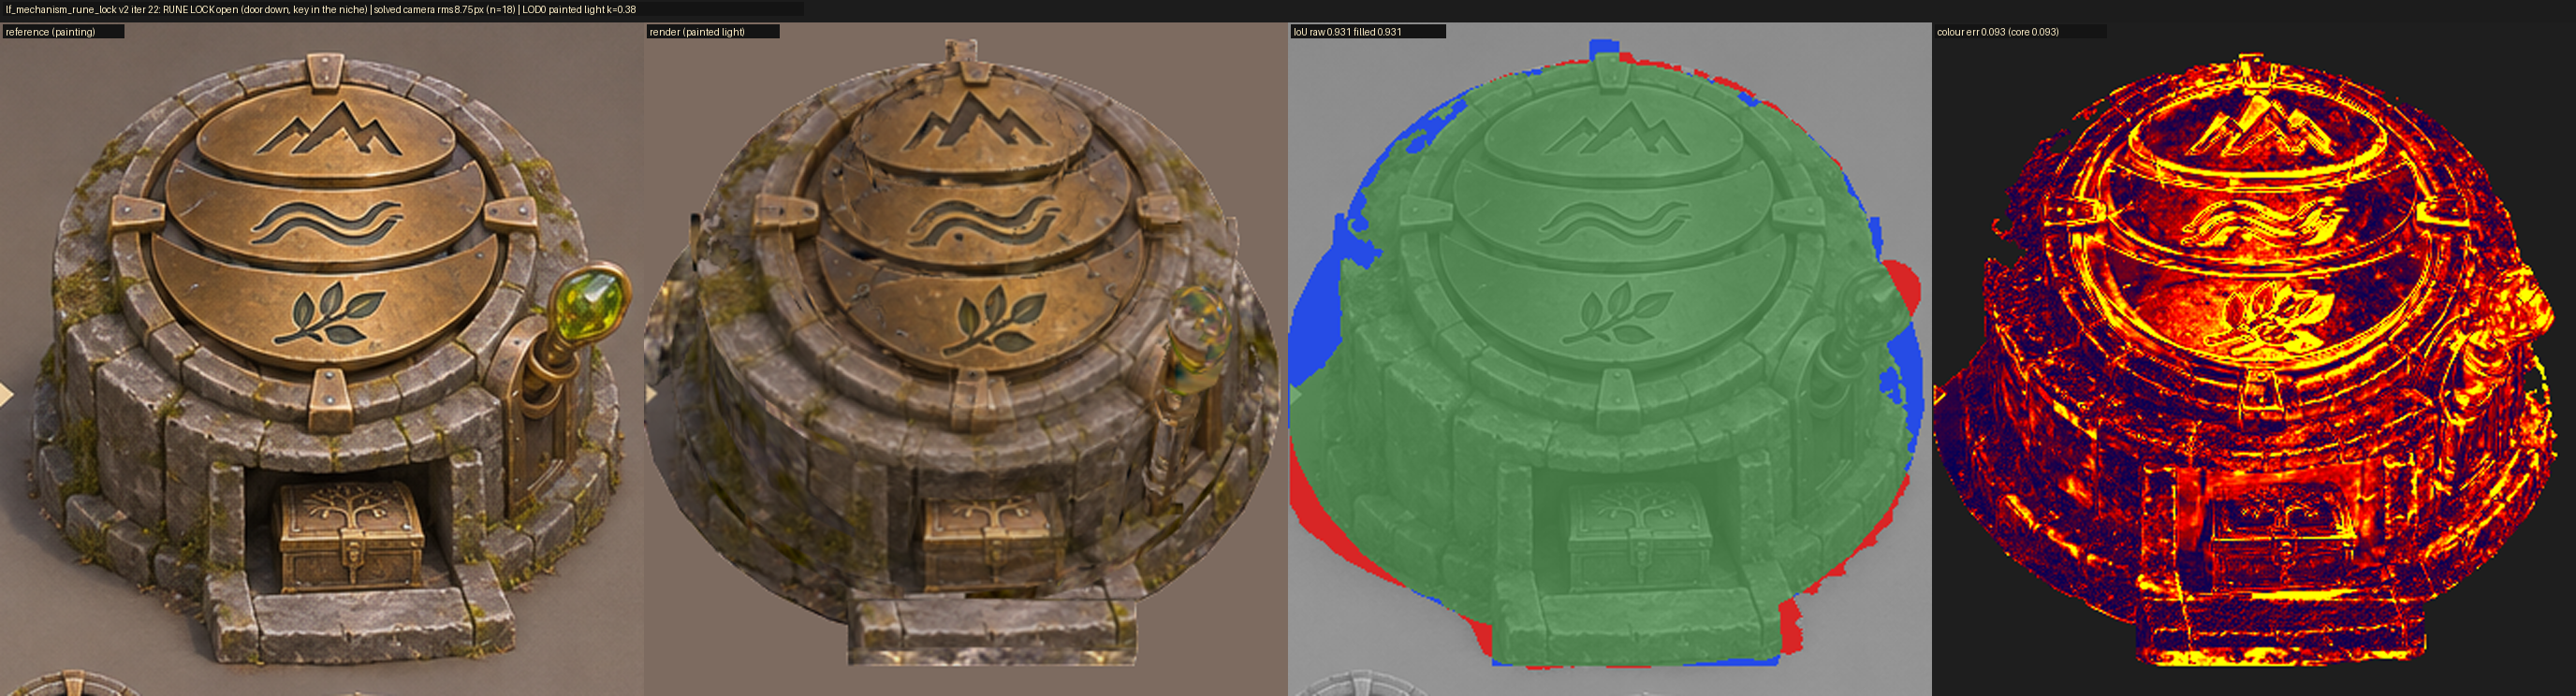 lf_mechanism_rune_lock v2 iter 22: RUNE LOCK open (door down, key in the niche) | solved camera rms 8.75px (n=18) | LOD0 painted light k=0.38
reference (painting)
render (painted light)
IoU raw 0.931 filled 0.931
colour err 0.093 (core 0.093)